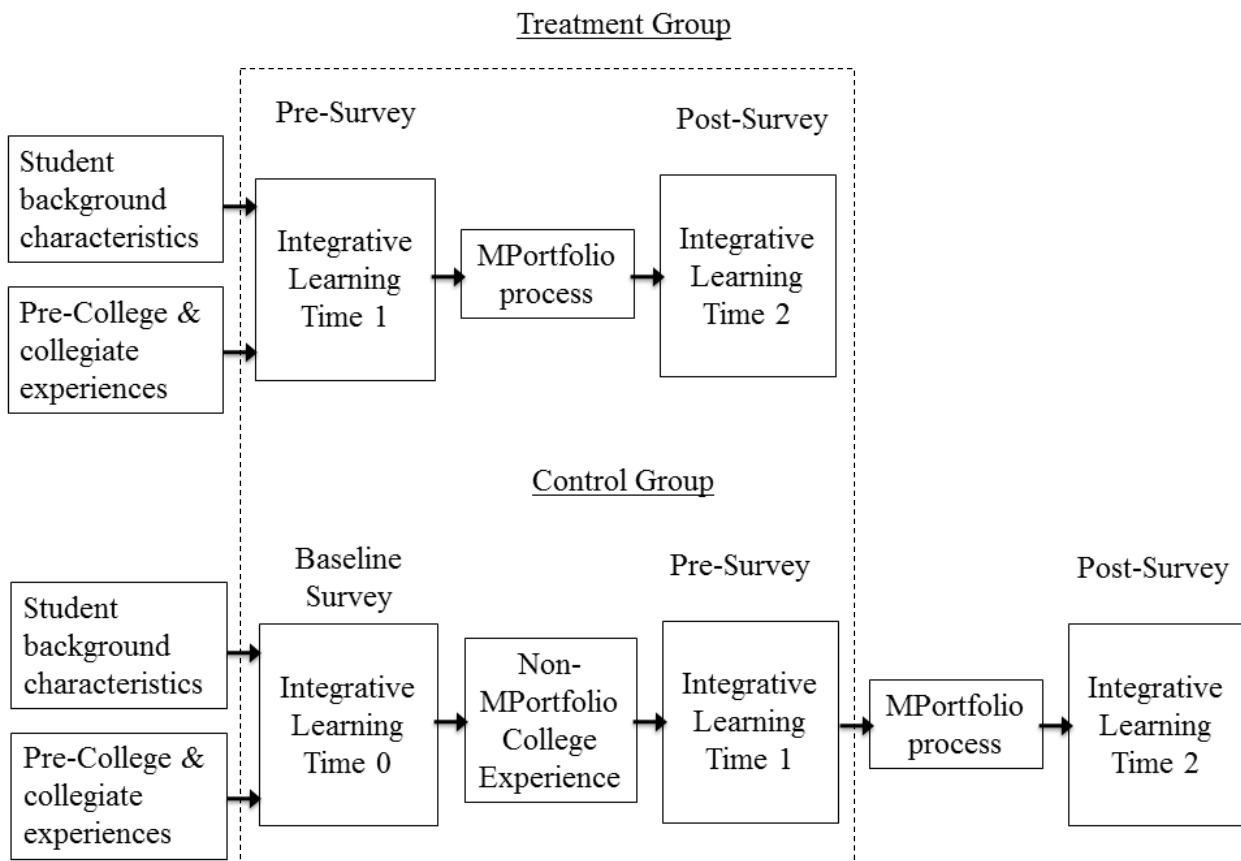 Treatment Group
Pre-Survey
Post-Survey
Student
background
characteristics
Pre-College &
collegiate
experiences
Integrative
Learning
Time 1
MPortfolio
process
Integrative
Learning
Time 2
Control Group
Baseline
Survey
Pre-Survey
Post-Survey
Student
background
characteristics
Pre-College &
collegiate
experiences
Integrative
Learning
Time 0
Non-
MPortfolio
College
Experience
Integrative
Learning
Time 1
MPortfolio
process
Integrative
Learning
Time 2